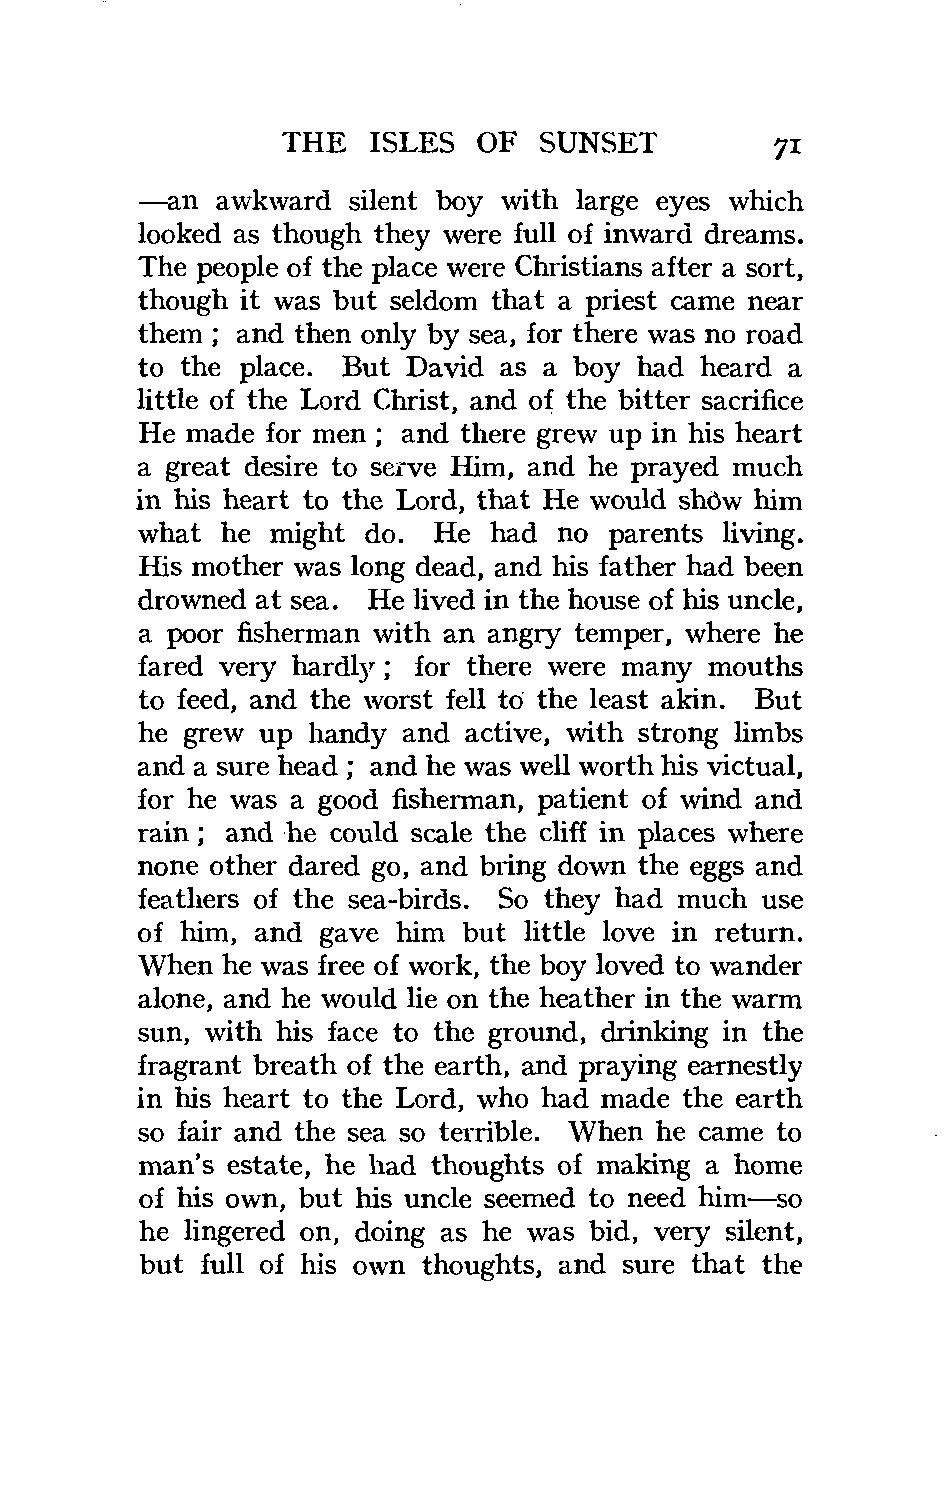 THE ISLES OF SUNSET 71
—an awkward silent boy with large eyes which
looked as though they were full of inward dreams.
The people of the place were Christians after a sort,
though it was but seldom that a priest came near
them ; and then only by sea, for there was no road
to the place. But David as a boy had heard a
little of the Lord Christ, and of the bitter sacrifice
He made for men ; and there grew up in his heart
a great desire to serve Him, and he prayed much
in his heart to the Lord, that He would show him
what he might do. He had no parents living.
His mother was long dead, and his father had been
drowned at sea. He lived in the house of his uncle,
a poor fisherman with an angry temper, where he
fared very hardly ; for there were many mouths
to feed, and the worst fell to the least akin. But
he grew up handy and active, with strong limbs
and a sure head ; and he was well worth his victual,
for he was a good fisherman, patient of wind and
rain ; and he could scale the cliff in places where
none other dared go, and bring down the eggs and
feathers of the sea-birds. So they had much use
of him, and gave him but little love in return.
When he was free of work, the boy loved to wander
alone, and he would lie on the heather in the warm
sun, with his face to the ground, drinking in the
fragrant breath of the earth, and praying earnestly
in his heart to the Lord, who had made the earth
so fair and the sea so terrible. When he came to
man's estate, he had thoughts of making a home
of his own, but his uncle seemed to need him—so
he lingered on, doing as he was bid, very silent,
but full of his own thoughts, and sure that the